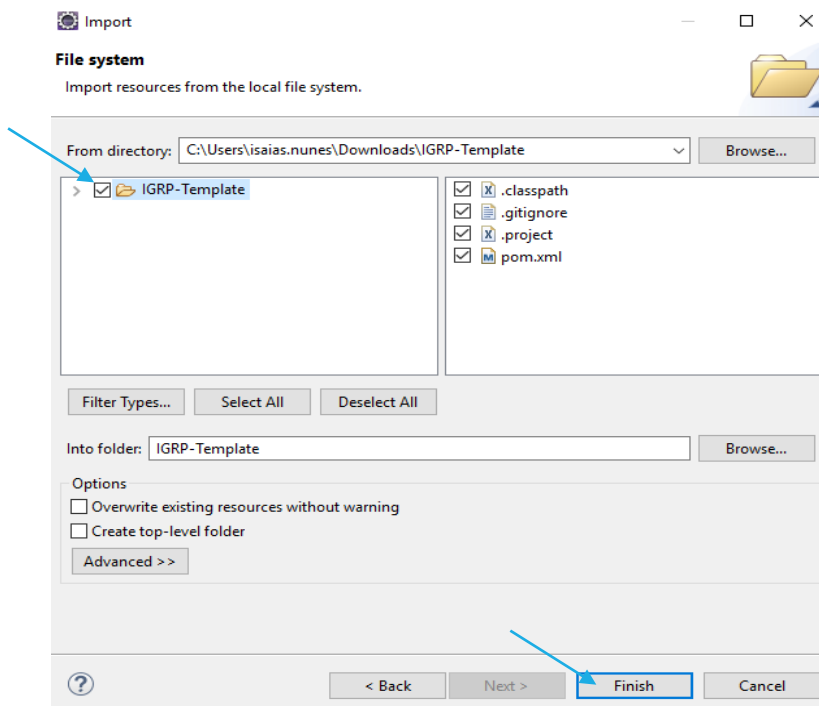 Import
File system
Import resources from the local file system.
From directory: C:\Users\isaias.nunes\Downloads\IGRP-Template Browse...
IGRP-Template
.classpath
.gitignore
.project
pom.xml
Filter Types... Select All Deselect All
Into folder: IGRP-Template Browse...
Options
Overwrite existing resources without warning
Create top-level folder
Advanced >>
? < Back Next > Finish Cancel